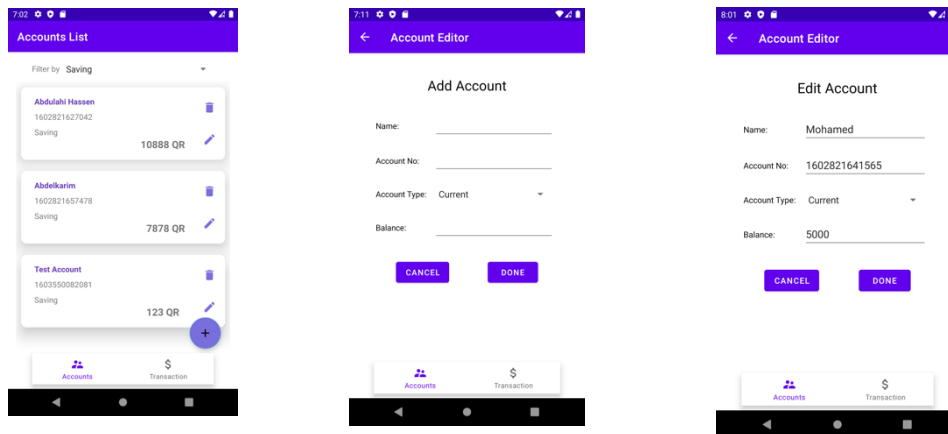 7:02
Accounts List
Filter by Saving
Abdulahi Hassen
1602821627042
Saving
10888 QR
Abdelkarim
1602821657478
Saving
7878 QR
Test Account
1603550082081
Saving
123 QR
+
$
Accounts Transaction
7:11
Account Editor
Add Account
Name:
Account No:
Account Type: Current
Balance:
CANCEL DONE
$
Accounts Transaction
8:01
Account Editor
Edit Account
Name: Mohamed
Account No: 1602821641565
Account Type: Current
Balance: 5000
CANCEL DONE
$
Accounts Transaction